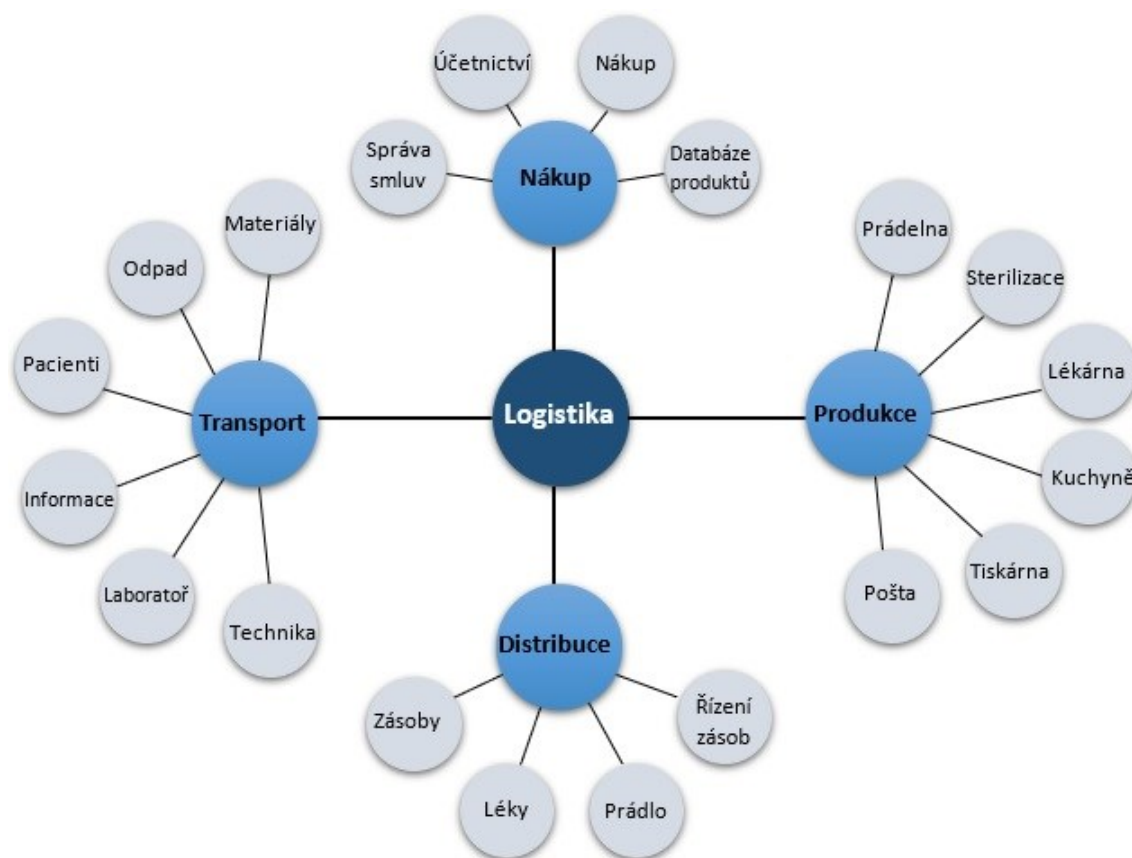 Účetnictví
Nákup
Správa
smluv
Nákup
Databáze
produktů
Materiály
Odpad
Pacienti
Transport
Informace
Laboratoř
Technika
Logistika
Prádelna
Sterilizace
Lékárna
Produkce
Kuchyně
Tiskárna
Pošta
Distribuce
Zásoby
Léky
Prádlo
Řízení
zásob